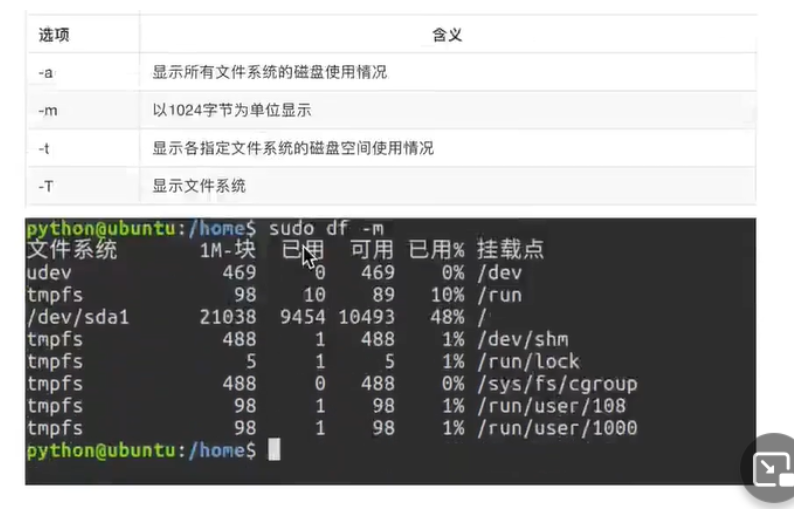 选项 含义
-a 显示所有文件系统的磁盘使用情况
-m 以1024字节为单位显示
-t 显示各指定文件系统的磁盘空间使用情况
-T 显示文件系统
python@ubuntu:/home$ sudo df -m
文件系统 1M-块 已用 可用 已用% 挂载点
udev 469 0 469 0% /dev
tmpfs 98 10 89 10% /run
/dev/sda1 21038 9454 10493 48% /
tmpfs 488 1 488 1% /dev/shm
tmpfs 5 1 5 1% /run/lock
tmpfs 488 0 488 0% /sys/fs/cgroup
tmpfs 98 1 98 1% /run/user/108
tmpfs 98 1 98 1% /run/user/1000
python@ubuntu:/home$